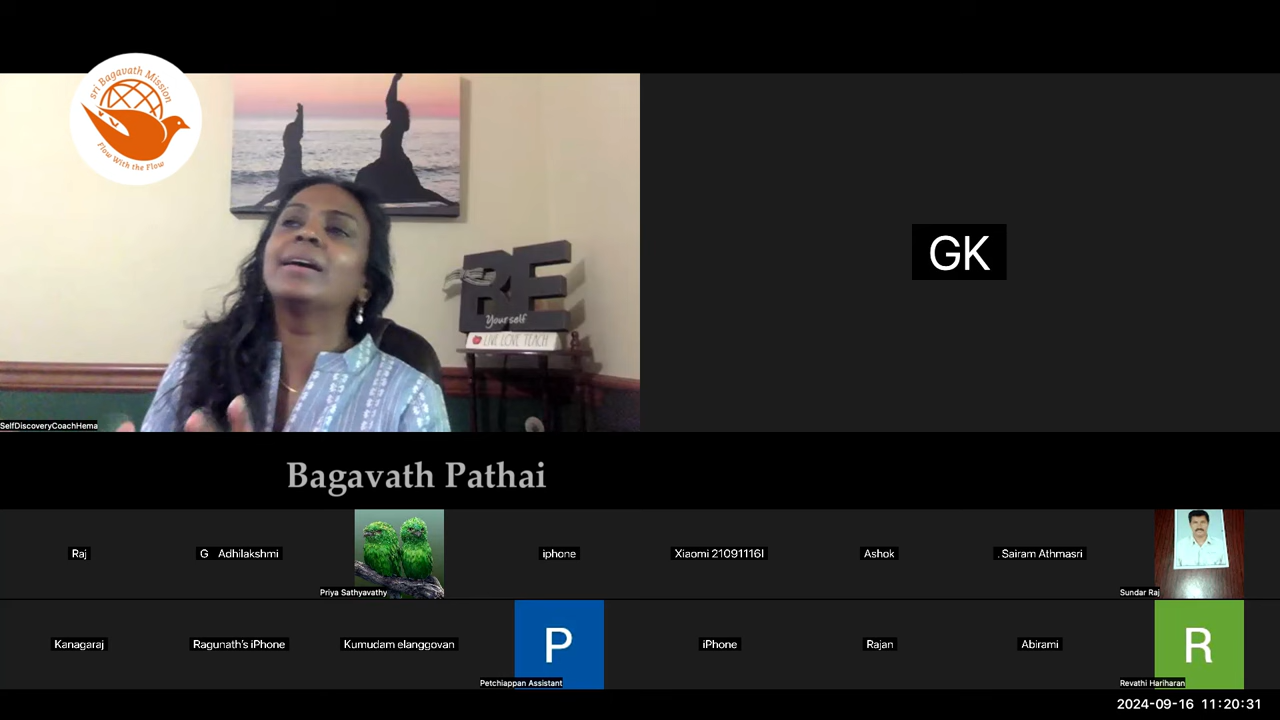 sri Bagavath Mission
Flow With the Flow
BE
Yourself
LIVE LOVE TEACH
SelfDiscoveryCoachHema
GK
Bagavath Pathai
Raj
G Adhilakshmi
Priya Sathyavathy
iphone
Xiaomi 21091116I
Ashok
. Sairam Athmasri
Sundar Raj
Kanagaraj
Ragunath's iPhone
Kumudam elanggovan
P
Petchiappan Assistant
iPhone
Rajan
Abirami
R
Revathi Hariharan
2024-09-16 11:20:31